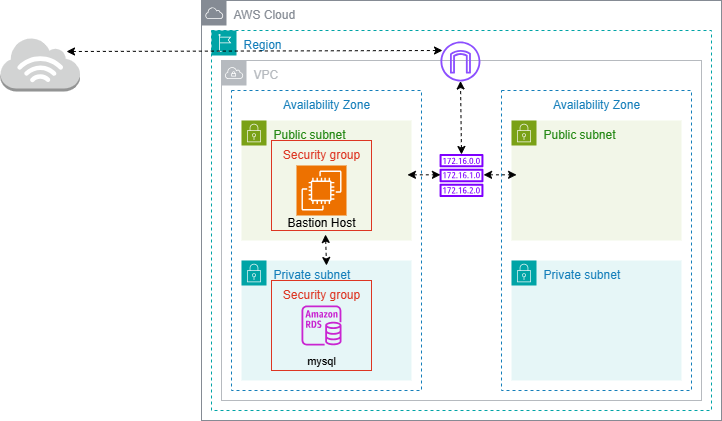 AWS Cloud
Region
VPC
Availability Zone
Availability Zone
Public subnet
Public subnet
Security group
172.16.0.0
172.16.1.0
172.16.2.0
Bastion Host
Private subnet
Private subnet
Security group
Amazon
RDS
mysql